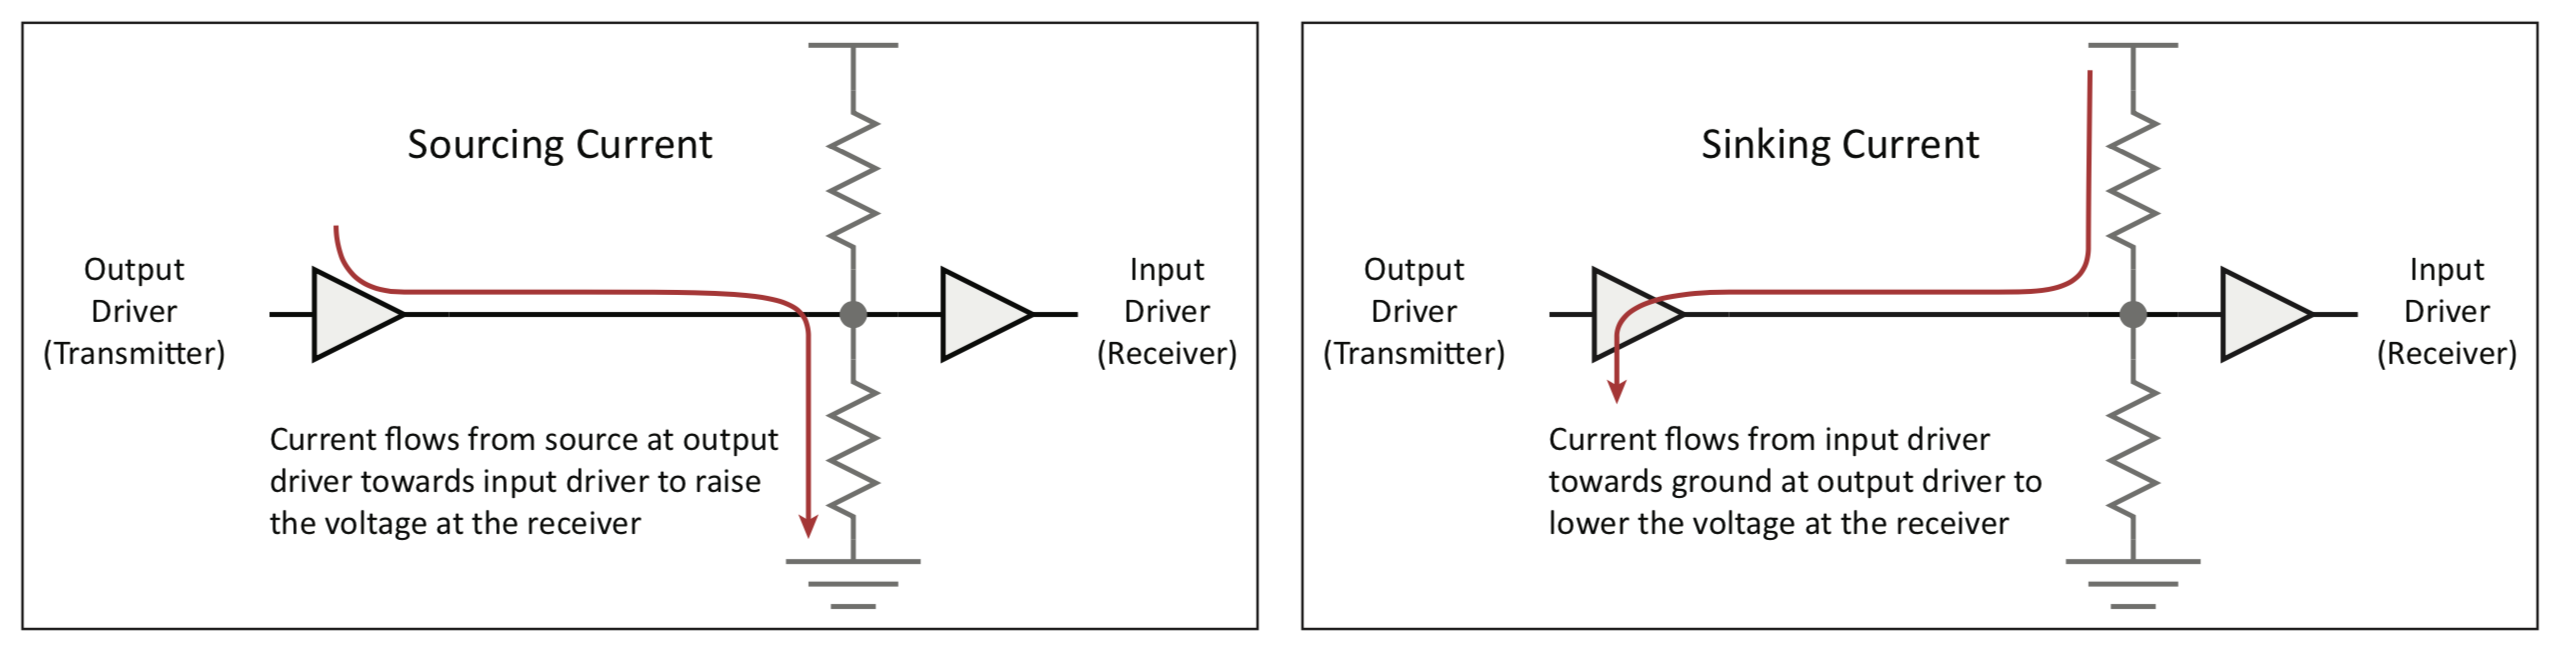 Sourcing Current
Output
Driver
(Transmitter)
Input
Driver
(Receiver)
Current flows from source at output
driver towards input driver to raise
the voltage at the receiver
Sinking Current
Output
Driver
(Transmitter)
Input
Driver
(Receiver)
Current flows from input driver
towards ground at output driver to
lower the voltage at the receiver